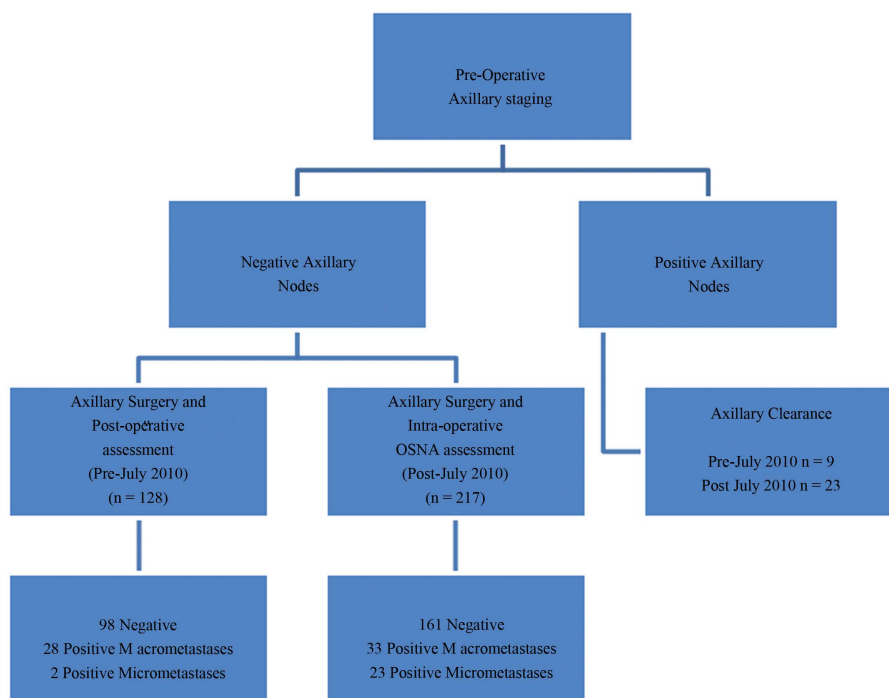 Pre-Operative
Axillary staging
Negative Axillary
Nodes
Positive Axillary
Nodes
Axillary Surgery and
Post-operative
assessment
(Pre-July 2010)
(n = 128)
Axillary Surgery and
Intra-operative
OSNA assessment
(Post-July 2010)
(n = 217)
Axillary Clearance
Pre-July 2010 n = 9
Post July 2010 n = 23
98 Negative
28 Positive M acrometastases
2 Positive Micrometastases
161 Negative
33 Positive M acrometastases
23 Positive Micrometastases